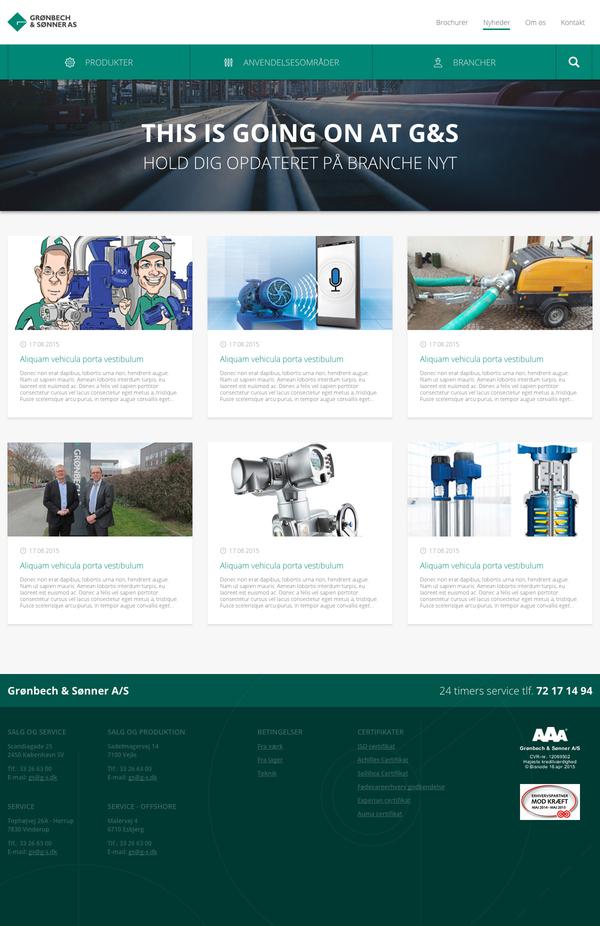 GRØNBECH
& SØNNER AS
Brochurer
Nyheder
Om os
Kontakt
PRODUKTER
ANVENDELSESOMRÅDER
BRANCHER
THIS IS GOING ON AT G&S
HOLD DIG OPDATERET PÅ BRANCHE NYT
17.08.2015
Aliquam vehicula porta vestibulum
Donec non erat dapibus, lobortis urna non, hendrerit augue.
Nam ut sapien mauris. Aenean lobortis interdum turpis, eu
laoreet est euismod ac. Donec a felis vel sapien porttitor
consectetur cursus vel lacus consectetur eget metus a, tristique.
Fusce scelerisque arcu purus, in tempor augue convallis eget...
17.08.2015
Aliquam vehicula porta vestibulum
Donec non erat dapibus, lobortis urna non, hendrerit augue.
Nam ut sapien mauris. Aenean lobortis interdum turpis, eu
laoreet est euismod ac. Donec a felis vel sapien porttitor
consectetur cursus vel lacus consectetur eget metus a, tristique.
Fusce scelerisque arcu purus, in tempor augue convallis eget...
17.08.2015
Aliquam vehicula porta vestibulum
Donec non erat dapibus, lobortis urna non, hendrerit augue.
Nam ut sapien mauris. Aenean lobortis interdum turpis, eu
laoreet est euismod ac. Donec a felis vel sapien porttitor
consectetur cursus vel lacus consectetur eget metus a, tristique.
Fusce scelerisque arcu purus, in tempor augue convallis eget...
GRØNBECH
17.08.2015
Aliquam vehicula porta vestibulum
Donec non erat dapibus, lobortis urna non, hendrerit augue.
Nam ut sapien mauris. Aenean lobortis interdum turpis, eu
laoreet est euismod ac. Donec a felis vel sapien porttitor
consectetur cursus vel lacus consectetur eget metus a, tristique.
Fusce scelerisque arcu purus, in tempor augue convallis eget...
17.08.2015
Aliquam vehicula porta vestibulum
Donec non erat dapibus, lobortis urna non, hendrerit augue.
Nam ut sapien mauris. Aenean lobortis interdum turpis, eu
laoreet est euismod ac. Donec a felis vel sapien porttitor
consectetur cursus vel lacus consectetur eget metus a, tristique.
Fusce scelerisque arcu purus, in tempor augue convallis eget...
17.08.2015
Aliquam vehicula porta vestibulum
Donec non erat dapibus, lobortis urna non, hendrerit augue.
Nam ut sapien mauris. Aenean lobortis interdum turpis, eu
laoreet est euismod ac. Donec a felis vel sapien porttitor
consectetur cursus vel lacus consectetur eget metus a, tristique.
Fusce scelerisque arcu purus, in tempor augue convallis eget...
Grønbech & Sønner A/S
24 timers service tlf. 72 17 14 94
SALG OG SERVICE
Scandiagade 25
2450 København SV
Tlf.: 33 26 63 00
E-mail: gs@g-s.dk
SALG OG PRODUKTION
Sadelmagervej 14
7100 Vejle
Tlf.: 33 26 63 00
E-mail: gs@g-s.dk
SERVICE
Tophøjvej 26A - Herrup
7830 Vinderup
Tlf.: 33 26 63 00
E-mail: gs@g-s.dk
SERVICE - OFFSHORE
Malervej 4
6710 Esbjerg
Tlf.: 33 26 63 00
E-mail: gs@g-s.dk
BETINGELSER
Fra værk
Fra lager
Teknik
CERTIFIKATER
ISO certifikat
Achilles Certifikat
Sellihca Certifikat
Fødevareerhverv godkendelse
Experian certifikat
Auma certifikat
AAA
Grønbech & Sønner A/S
CVR-nr. 12093902
Højeste kreditværdighed
© Bisnode 16 apr 2015
ERHVERVSPARTNER
MOD KRÆFT
MAJ 2014 - MAJ 2015